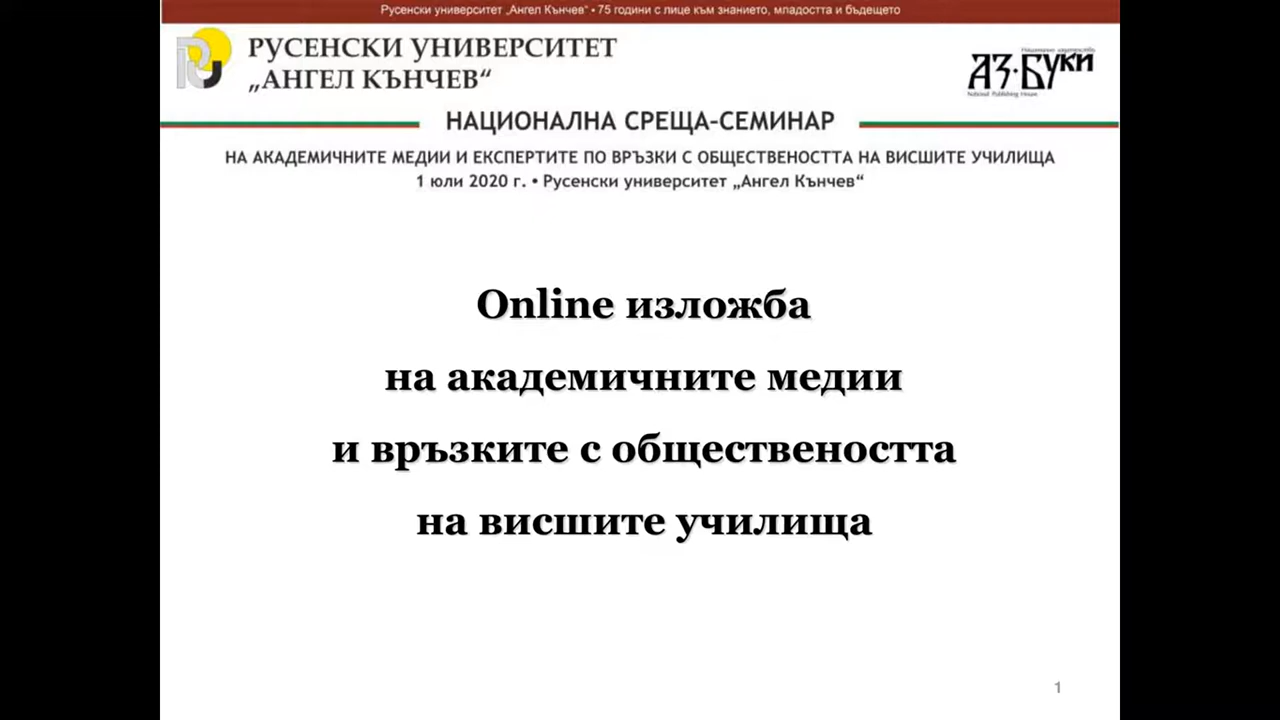 Русенски университет „Ангел Кънчев“ • 75 години с лице към знанието, младостта и бъдещето
РУСЕНСКИ УНИВЕРСИТЕТ
„АНГЕЛ КЪНЧЕВ“
Национално издателство
АЗ·БУКИ
National Publishing House
НАЦИОНАЛНА СРЕЩА-СЕМИНАР
НА АКАДЕМИЧНИТЕ МЕДИИ И ЕКСПЕРТИТЕ ПО ВРЪЗКИ С ОБЩЕСТВЕНОСТТА НА ВИСШИТЕ УЧИЛИЩА
1 юли 2020 г. • Русенски университет „Ангел Кънчев“
Online изложба
на академичните медии
и връзките с обществеността
на висшите училища
1